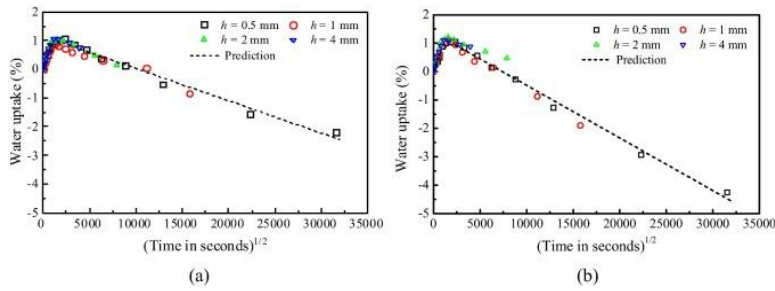 2
h = 0.5 mm h = 1 mm
h = 2 mm h = 4 mm
Prediction
1
0
-1
-2
-3
-4
-5
Water uptake (%)
0 5000 10000 15000 20000 25000 30000 35000
(Time in seconds)1/2
(a)
2
h = 0.5 mm h = 1 mm
h = 2 mm h = 4 mm
Prediction
1
0
-1
-2
-3
-4
-5
Water uptake (%)
0 5000 10000 15000 20000 25000 30000 35000
(Time in seconds)1/2
(b)